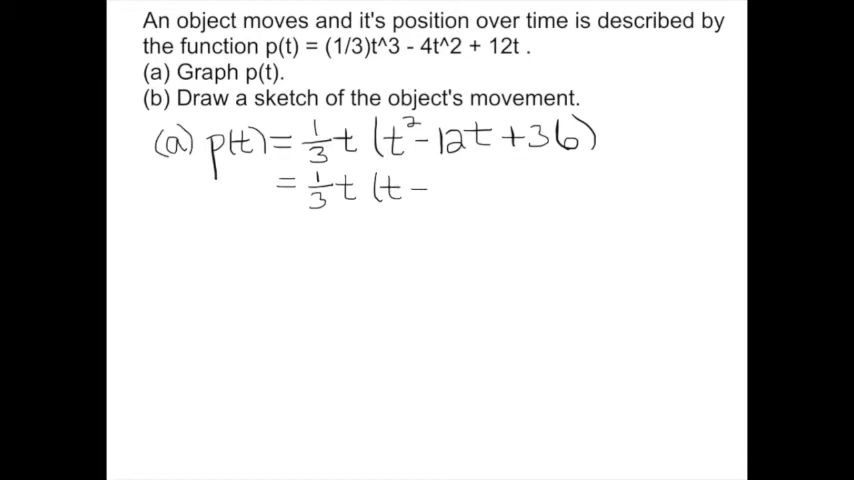 An object moves and it's position over time is described by
the function p(t) = (1/3)t^3 - 4t^2 + 12t .
(a) Graph p(t).
(b) Draw a sketch of the object's movement.
(a) p(t) = 1/3 t (t² - 12t + 36)
= 1/3 t (t -